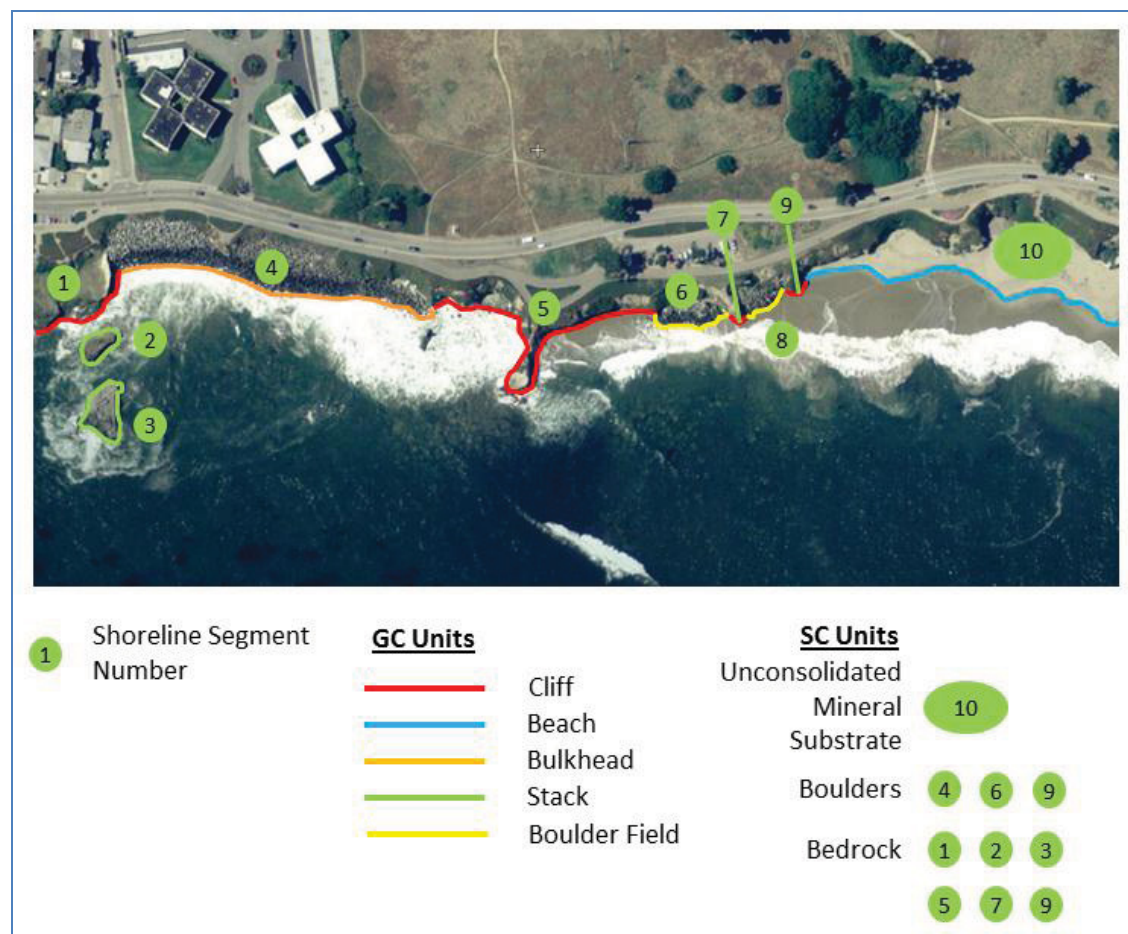 1
2
3
4
5
6
7
8
9
10
1 Shoreline Segment
Number
GC Units
Cliff
Beach
Bulkhead
Stack
Boulder Field
SC Units
Unconsolidated
Mineral
Substrate
10
Boulders 4 6 9
Bedrock 1 2 3
5 7 9